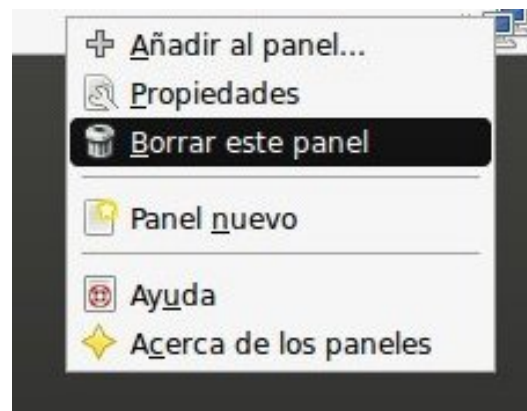 Añadir al panel...
Propiedades
Borrar este panel
Panel nuevo
Ayuda
Acerca de los paneles